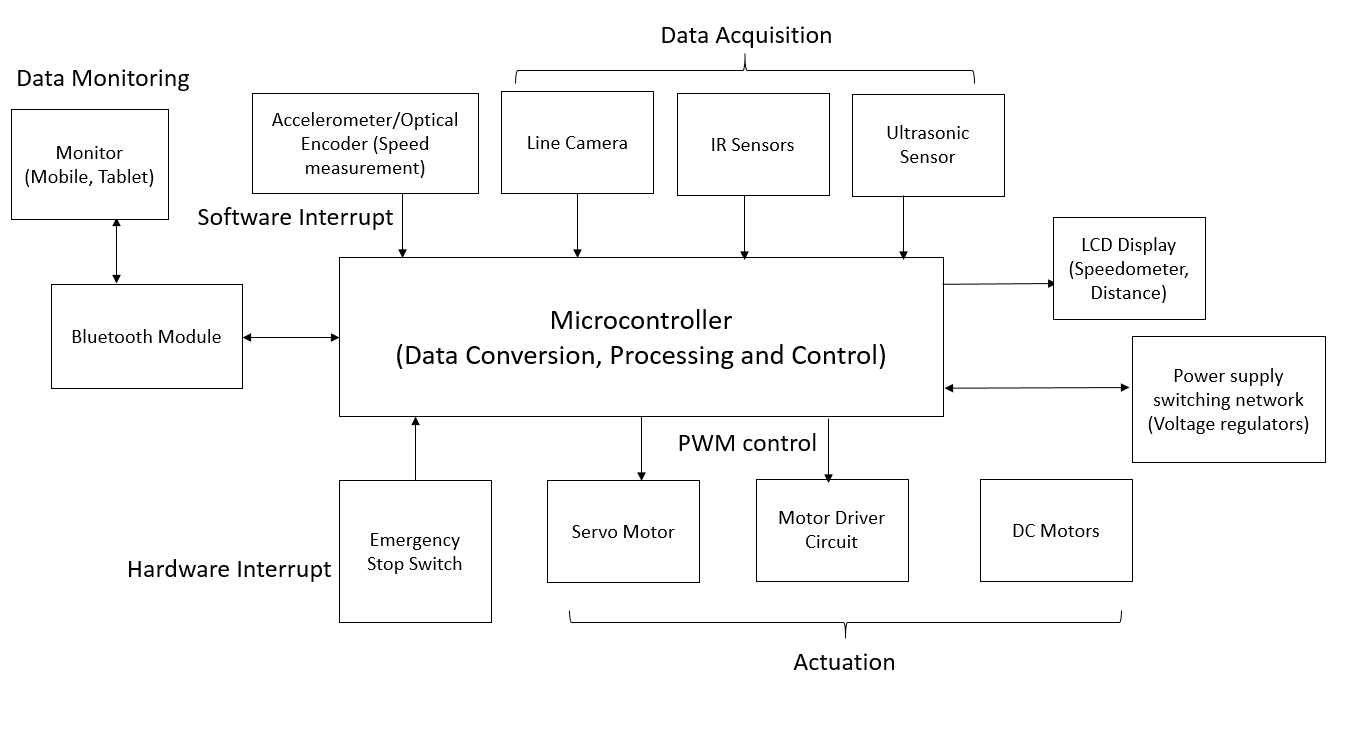 Data Acquisition
Data Monitoring
Monitor
(Mobile, Tablet)
Accelerometer/Optical
Encoder (Speed
measurement)
Line Camera
IR Sensors
Ultrasonic
Sensor
Software Interrupt
LCD Display
(Speedometer,
Distance)
Bluetooth Module
Microcontroller
(Data Conversion, Processing and Control)
Power supply
switching network
(Voltage regulators)
PWM control
Emergency
Stop Switch
Hardware Interrupt
Servo Motor
Motor Driver
Circuit
DC Motors
Actuation